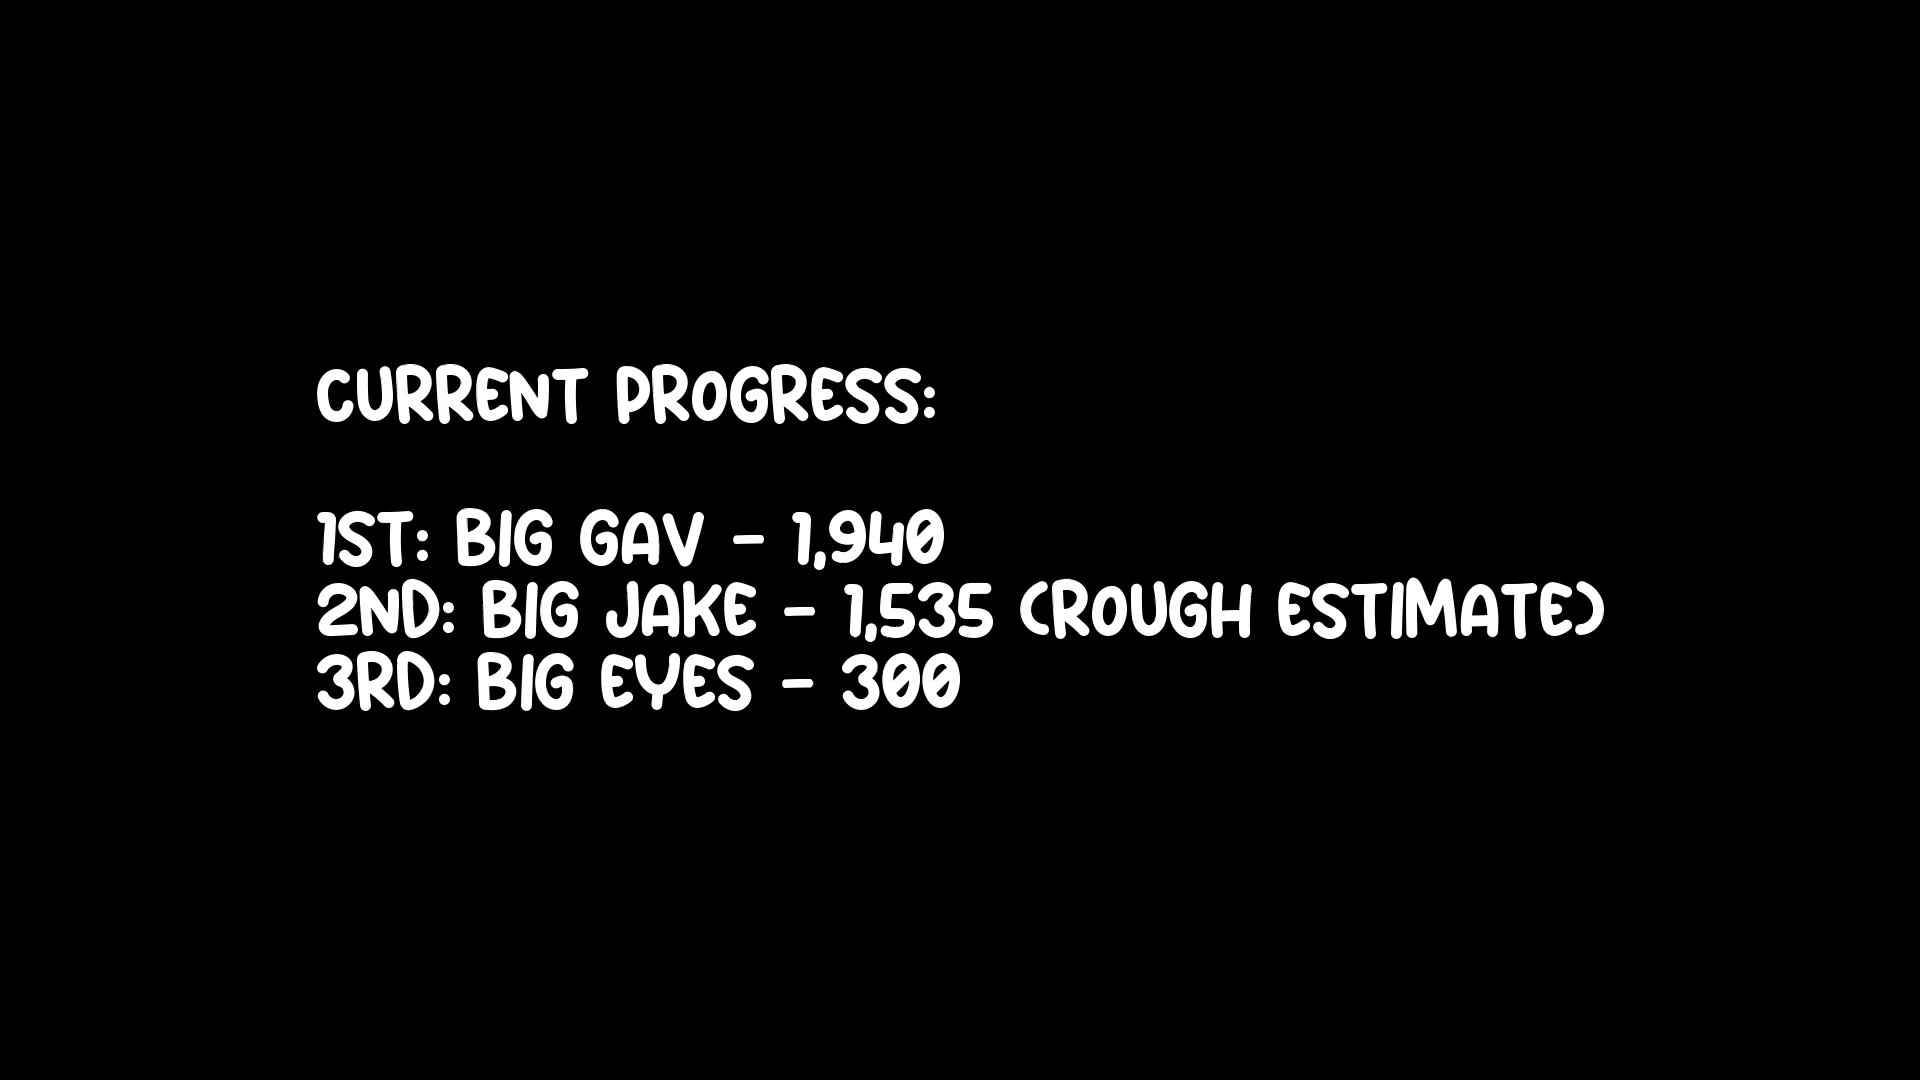 CURRENT PROGRESS:
1ST: BIG GAV - 1,940
2ND: BIG JAKE - 1,535 (ROUGH ESTIMATE)
3RD: BIG EYES - 300